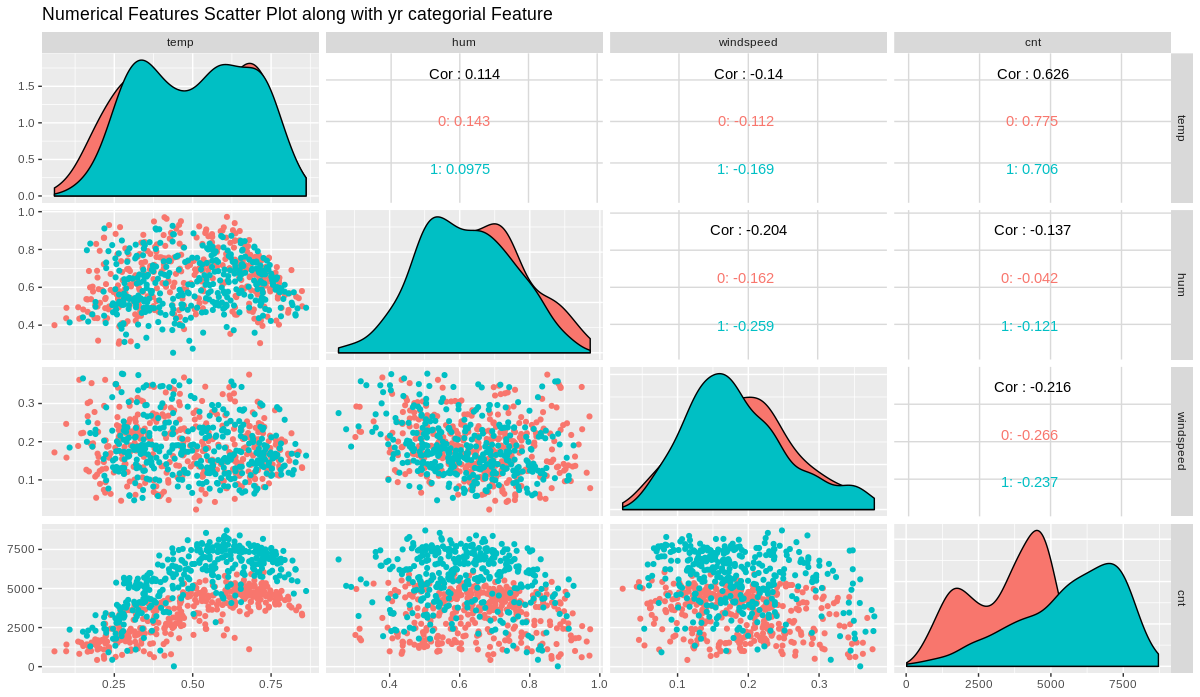 Numerical Features Scatter Plot along with yr categorial Feature
temp hum windspeed cnt
1.5
1.0
0.5
0.0
Cor : 0.114
0: 0.143
1: 0.0975
Cor : -0.14
0: -0.112
1: -0.169
Cor : 0.626
0: 0.775
1: 0.706
temp
1.0
0.8
0.6
0.4
Cor : -0.204
0: -0.162
1: -0.259
Cor : -0.137
0: -0.042
1: -0.121
hum
0.3
0.2
0.1
Cor : -0.216
0: -0.266
1: -0.237
windspeed
7500
5000
2500
0
cnt
0.25 0.50 0.75 0.4 0.6 0.8 1.0 0.1 0.2 0.3 0 2500 5000 7500